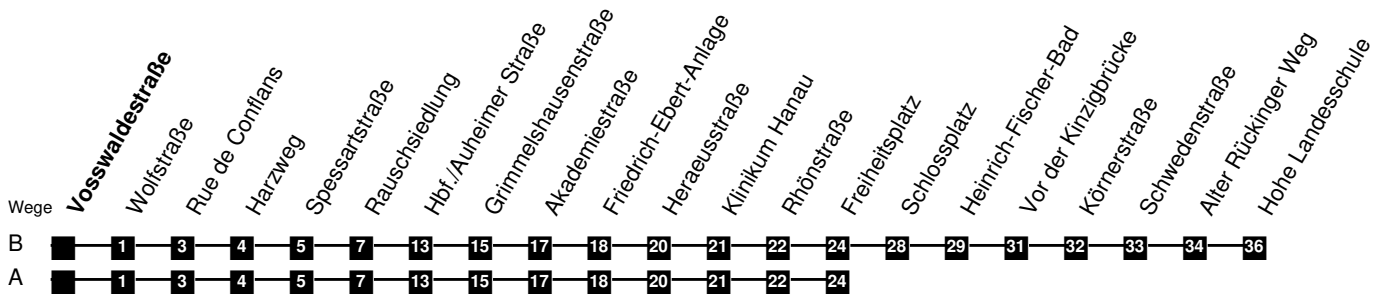 Vosswaldestraße
Wolfstraße
Rue de Conflans
Harzweg
Spessartstraße
Rauschsiedlung
Hbf./Auheimer Straße
Grimmelshausenstraße
Akademiestraße
Friedrich-Ebert-Anlage
Heraeusstraße
Klinikum Hanau
Rhönstraße
Freiheitsplatz
Schlossplatz
Heinrich-Fischer-Bad
Vor der Kinzigbrücke
Körnerstraße
Schwedenstraße
Alter Rückinger Weg
Hohe Landesschule
Wege
B 1 3 4 5 7 13 15 17 18 20 21 22 24 28 29 31 32 33 34 36
A 1 3 4 5 7 13 15 17 18 20 21 22 24